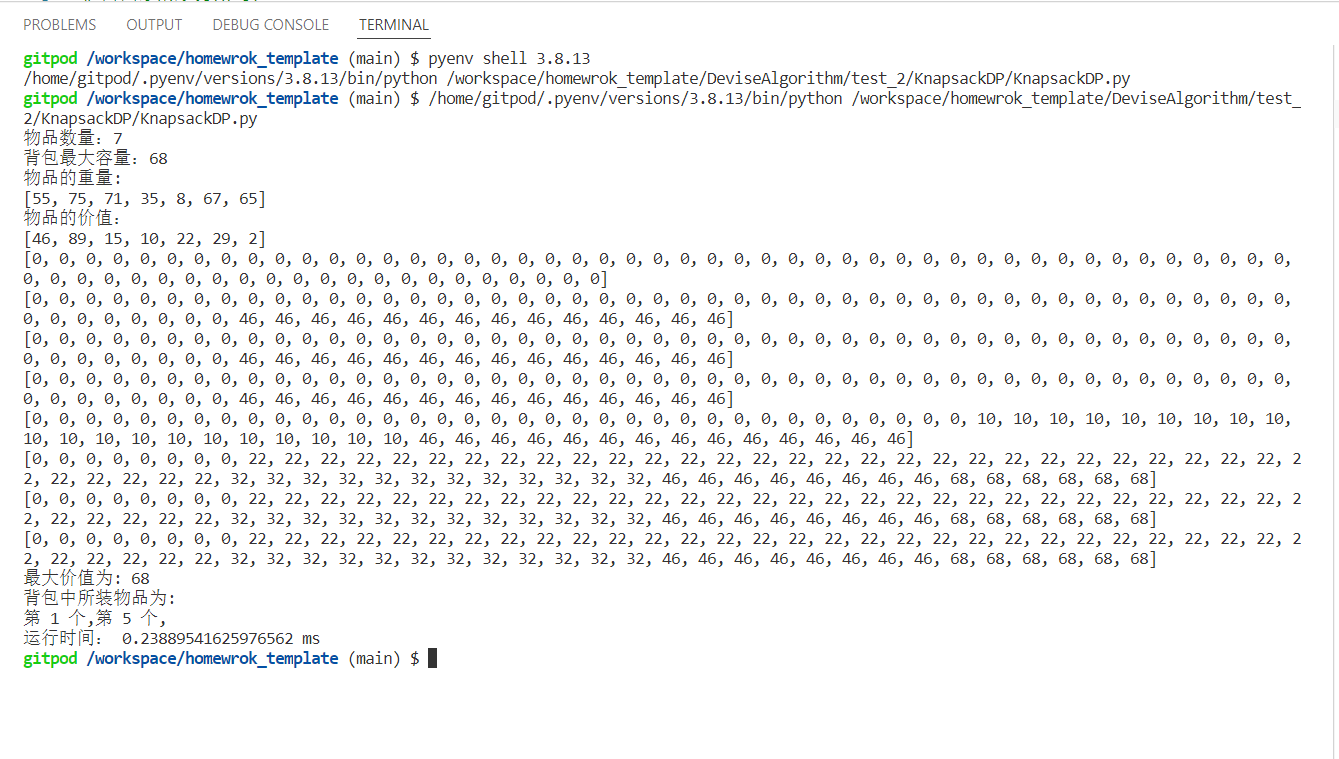 PROBLEMS OUTPUT DEBUG CONSOLE TERMINAL
gitpod /workspace/homewrok_template (main) $ pyenv shell 3.8.13
/home/gitpod/.pyenv/versions/3.8.13/bin/python /workspace/homewrok_template/DeviseAlgorithm/test_2/KnapsackDP/KnapsackDP.py
gitpod /workspace/homewrok_template (main) $ /home/gitpod/.pyenv/versions/3.8.13/bin/python /workspace/homewrok_template/DeviseAlgorithm/test_
2/KnapsackDP/KnapsackDP.py
物品数量：7
背包最大容量：68
物品的重量：
[55, 75, 71, 35, 8, 67, 65]
物品的价值：
[46, 89, 15, 10, 22, 29, 2]
[0, 0, 0, 0, 0, 0, 0, 0, 0, 0, 0, 0, 0, 0, 0, 0, 0, 0, 0, 0, 0, 0, 0, 0, 0, 0, 0, 0, 0, 0, 0, 0, 0, 0, 0, 0, 0, 0, 0, 0, 0, 0, 0, 0, 0, 0, 0,
0, 0, 0, 0, 0, 0, 0, 0, 0, 0, 0, 0, 0, 0, 0, 0, 0, 0, 0, 0, 0, 0]
[0, 0, 0, 0, 0, 0, 0, 0, 0, 0, 0, 0, 0, 0, 0, 0, 0, 0, 0, 0, 0, 0, 0, 0, 0, 0, 0, 0, 0, 0, 0, 0, 0, 0, 0, 0, 0, 0, 0, 0, 0, 0, 0, 0, 0, 0, 0,
0, 0, 0, 0, 0, 0, 0, 0, 46, 46, 46, 46, 46, 46, 46, 46, 46, 46, 46, 46, 46, 46]
[0, 0, 0, 0, 0, 0, 0, 0, 0, 0, 0, 0, 0, 0, 0, 0, 0, 0, 0, 0, 0, 0, 0, 0, 0, 0, 0, 0, 0, 0, 0, 0, 0, 0, 0, 0, 0, 0, 0, 0, 0, 0, 0, 0, 0, 0, 0,
0, 0, 0, 0, 0, 0, 0, 0, 46, 46, 46, 46, 46, 46, 46, 46, 46, 46, 46, 46, 46, 46]
[0, 0, 0, 0, 0, 0, 0, 0, 0, 0, 0, 0, 0, 0, 0, 0, 0, 0, 0, 0, 0, 0, 0, 0, 0, 0, 0, 0, 0, 0, 0, 0, 0, 0, 0, 0, 0, 0, 0, 0, 0, 0, 0, 0, 0, 0, 0,
0, 0, 0, 0, 0, 0, 0, 0, 46, 46, 46, 46, 46, 46, 46, 46, 46, 46, 46, 46, 46, 46]
[0, 0, 0, 0, 0, 0, 0, 0, 0, 0, 0, 0, 0, 0, 0, 0, 0, 0, 0, 0, 0, 0, 0, 0, 0, 0, 0, 0, 0, 0, 0, 0, 0, 0, 0, 10, 10, 10, 10, 10, 10, 10, 10, 10,
10, 10, 10, 10, 10, 10, 10, 10, 10, 10, 10, 46, 46, 46, 46, 46, 46, 46, 46, 46, 46, 46, 46, 46, 46]
[0, 0, 0, 0, 0, 0, 0, 0, 22, 22, 22, 22, 22, 22, 22, 22, 22, 22, 22, 22, 22, 22, 22, 22, 22, 22, 22, 22, 22, 22, 22, 22, 22, 22, 22, 22, 22, 2
2, 22, 22, 22, 22, 22, 32, 32, 32, 32, 32, 32, 32, 32, 32, 32, 32, 32, 46, 46, 46, 46, 46, 46, 46, 46, 68, 68, 68, 68, 68, 68]
[0, 0, 0, 0, 0, 0, 0, 0, 22, 22, 22, 22, 22, 22, 22, 22, 22, 22, 22, 22, 22, 22, 22, 22, 22, 22, 22, 22, 22, 22, 22, 22, 22, 22, 22, 22, 22, 2
2, 22, 22, 22, 22, 22, 32, 32, 32, 32, 32, 32, 32, 32, 32, 32, 32, 32, 46, 46, 46, 46, 46, 46, 46, 46, 68, 68, 68, 68, 68, 68]
[0, 0, 0, 0, 0, 0, 0, 0, 22, 22, 22, 22, 22, 22, 22, 22, 22, 22, 22, 22, 22, 22, 22, 22, 22, 22, 22, 22, 22, 22, 22, 22, 22, 22, 22, 22, 22, 2
2, 22, 22, 22, 22, 22, 32, 32, 32, 32, 32, 32, 32, 32, 32, 32, 32, 32, 46, 46, 46, 46, 46, 46, 46, 46, 68, 68, 68, 68, 68, 68]
最大价值为: 68
背包中所装物品为:
第 1 个,第 5 个,
运行时间： 0.23889541625976562 ms
gitpod /workspace/homewrok_template (main) $